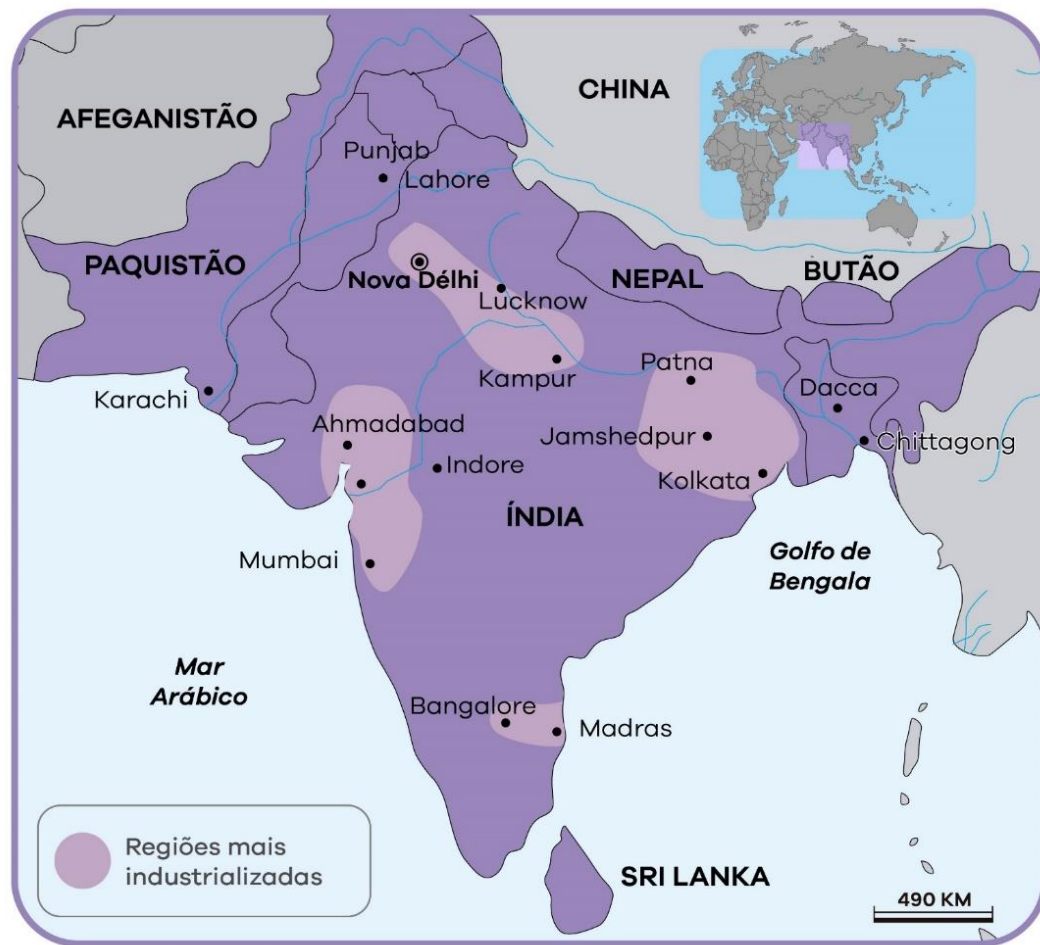 CHINA
AFEGANISTÃO
Punjab
Lahore
PAQUISTÃO
Nova Délhi
NEPAL
BUTÃO
Lucknow
Kampur
Patna
Karachi
Dacca
Ahmadabad
Jamshedpur
Chittagong
Indore
Kolkata
ÍNDIA
Mumbai
Golfo de
Bengala
Mar
Arábico
Bangalore
Madras
Regiões mais
industrializadas
SRI LANKA
490 KM